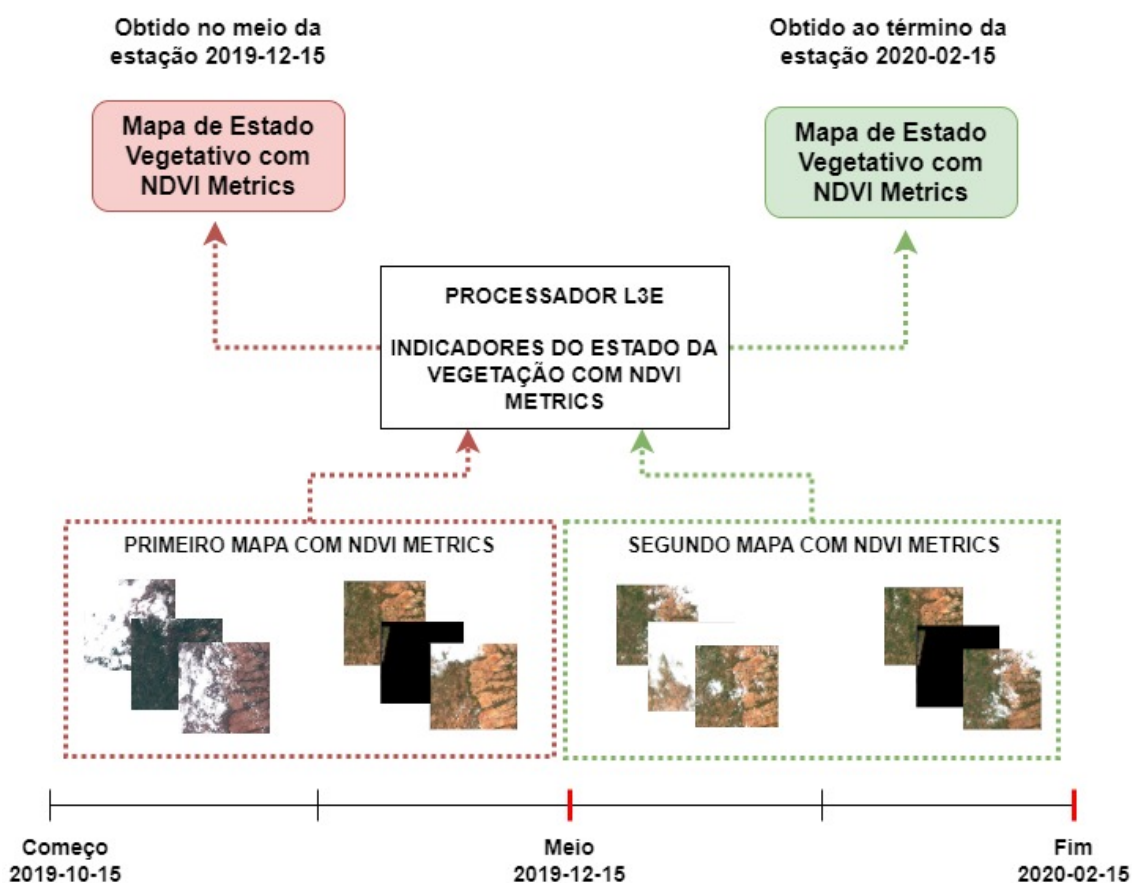 Obtido no meio da
estação 2019-12-15
Obtido ao término da
estação 2020-02-15
Mapa de Estado
Vegetativo com
NDVI Metrics
Mapa de Estado
Vegetativo com
NDVI Metrics
PROCESSADOR L3E
INDICADORES DO ESTADO DA
VEGETAÇÃO COM NDVI
METRICS
PRIMEIRO MAPA COM NDVI METRICS
SEGUNDO MAPA COM NDVI METRICS
Começo
2019-10-15
Meio
2019-12-15
Fim
2020-02-15